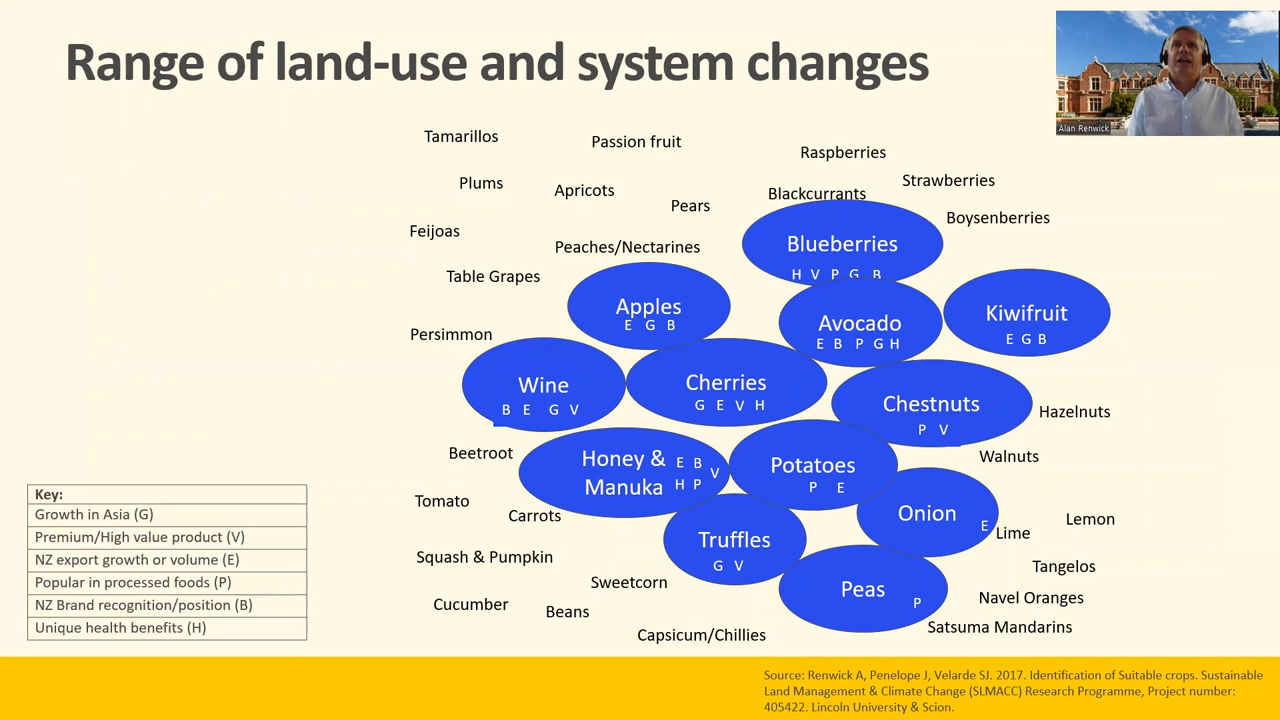 Range of land-use and system changes
Alan Renwick
Tamarillos
Passion fruit
Raspberries
Plums
Apricots
Pears
Blackcurrants
Strawberries
Boysenberries
Feijoas
Peaches/Nectarines
Blueberries
H V P G B
Table Grapes
Apples
E G B
Avocado
E B P G H
Kiwifruit
E G B
Persimmon
Wine
B E G V
Cherries
G E V H
Chestnuts
P V
Hazelnuts
Beetroot
Honey & E B
V
Manuka H P
Potatoes
P E
Walnuts
Tomato
Carrots
Onion
E
Lime
Lemon
Truffles
G V
Squash & Pumpkin
Sweetcorn
Peas
P
Tangelos
Cucumber
Beans
Navel Oranges
Capsicum/Chillies
Satsuma Mandarins
Key:
Growth in Asia (G)
Premium/High value product (V)
NZ export growth or volume (E)
Popular in processed foods (P)
NZ Brand recognition/position (B)
Unique health benefits (H)
Source: Renwick A, Penelope J, Velarde SJ. 2017. Identification of Suitable crops. Sustainable
Land Management & Climate Change (SLMACC) Research Programme, Project number:
405422. Lincoln University & Scion.